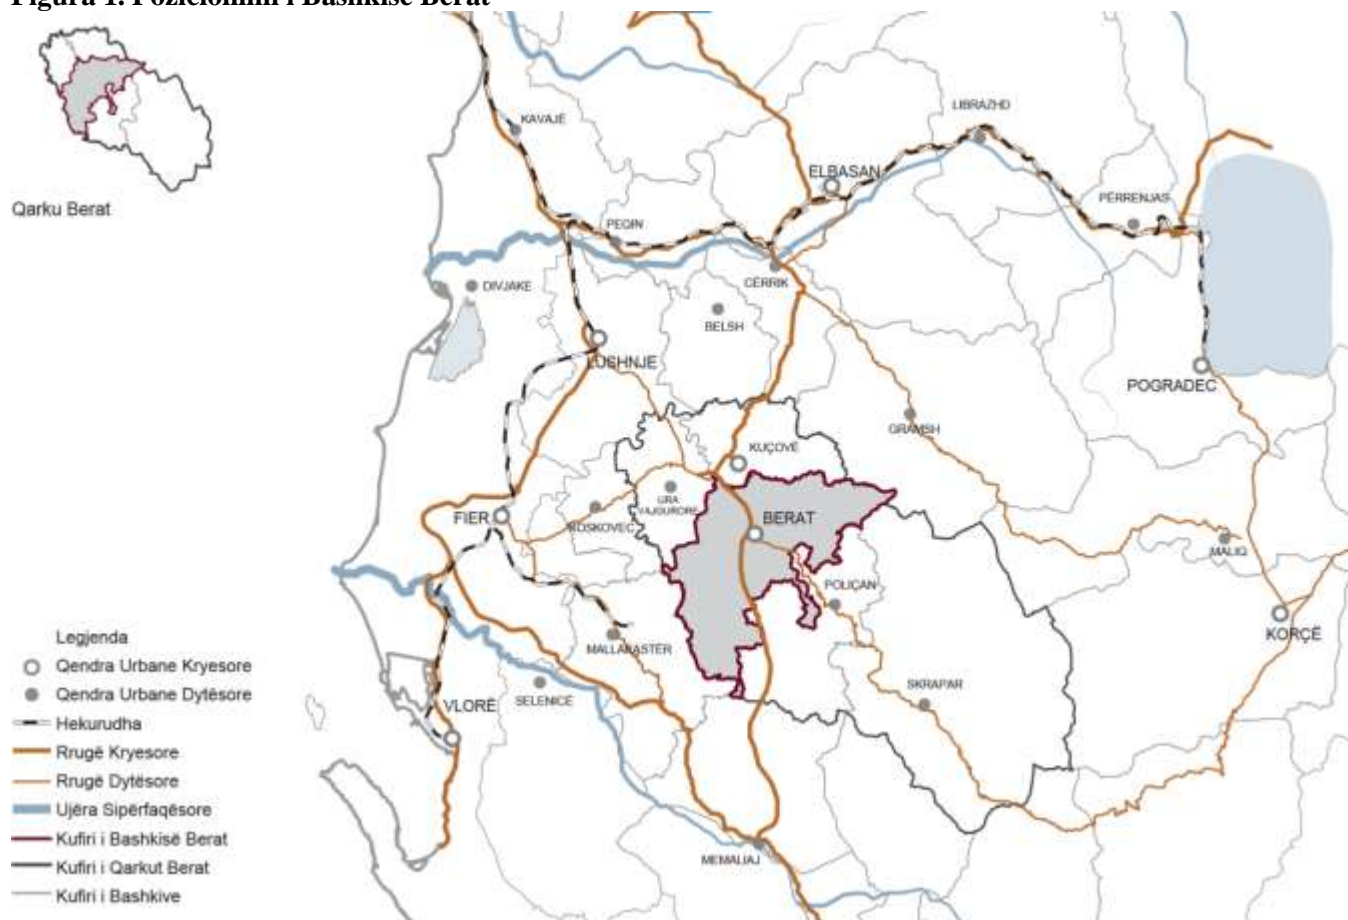 Figura 1. Pozicionimi i Bashkisë Berat
Qarku Berat
KAVAJË
LIBRAZHD
ELBASAN
PËRRENJAS
PEQIN
CËRRIK
DIVJAKË
BELSH
LUSHNJE
POGRADEC
GRAMSH
KUÇOVË
URA
VAJGURORE
FIER
ROSKOVEC
BERAT
MALIQ
POLIÇAN
KORÇË
MALLAKASTËR
SKRAPAR
SELENICË
VLORË
MEMALIAJ
Legjenda
Qendra Urbane Kryesore
Qendra Urbane Dytësore
Hekurudha
Rrugë Kryesore
Rrugë Dytësore
Ujëra Sipërfaqësore
Kufiri i Bashkisë Berat
Kufiri i Qarkut Berat
Kufiri i Bashkive